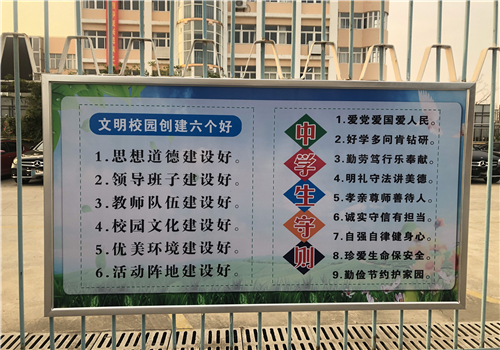 文明校园创建六个好
1.思想道德建设好。
2.领导班子建设好。
3.教师队伍建设好。
4.校园文化建设好。
5.优美环境建设好。
6.活动阵地建设好。
中学生守则
1.爱党爱国爱人民。
2.好学多问肯钻研。
3.勤劳笃行乐奉献。
4.明礼守法讲美德。
5.孝亲尊师善待人。
6.诚实守信有担当。
7.自强自律健身心。
8.珍爱生命保安全。
9.勤俭节约护家园。